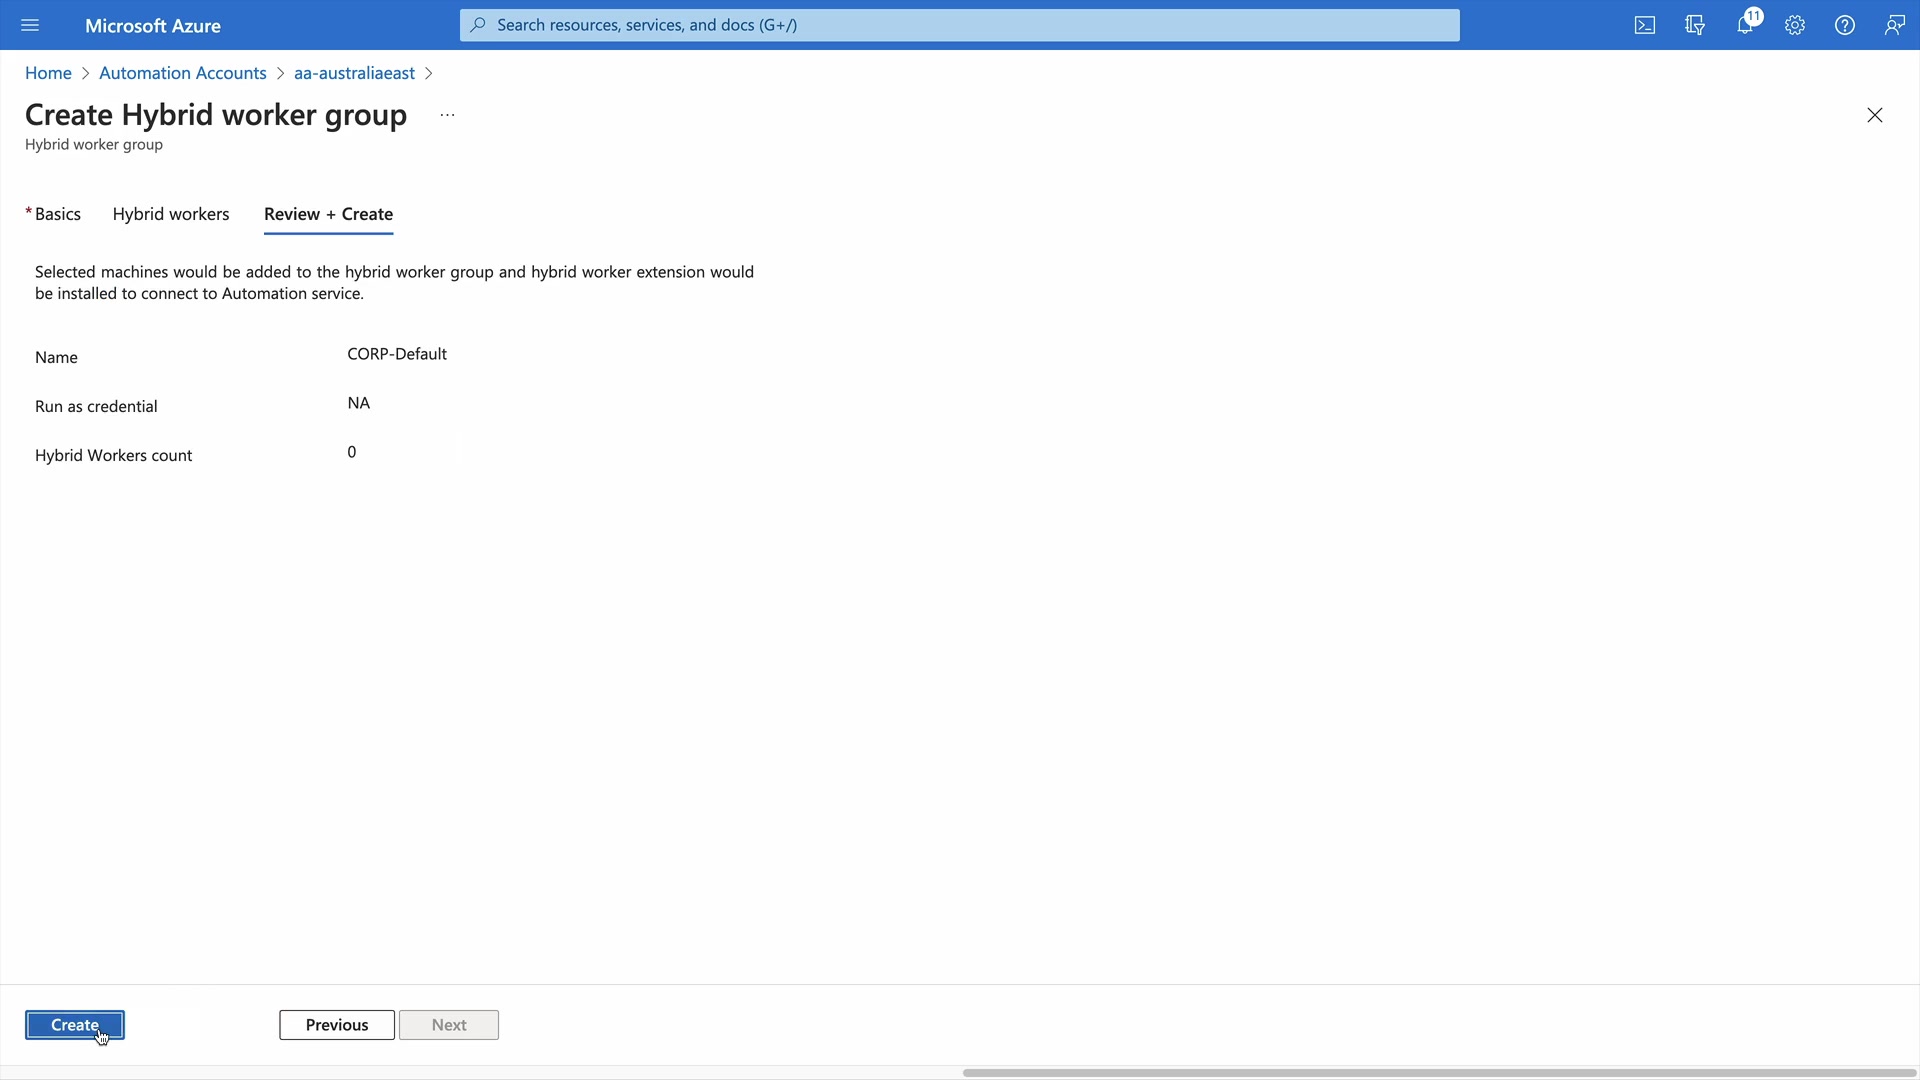 Microsoft Azure
Search resources, services, and docs (G+/)
11
Home > Automation Accounts > aa-australiaeast >
Create Hybrid worker group ...
Hybrid worker group
* Basics Hybrid workers Review + Create
Selected machines would be added to the hybrid worker group and hybrid worker extension would
be installed to connect to Automation service.
Name CORP-Default
Run as credential NA
Hybrid Workers count 0
Create Previous Next